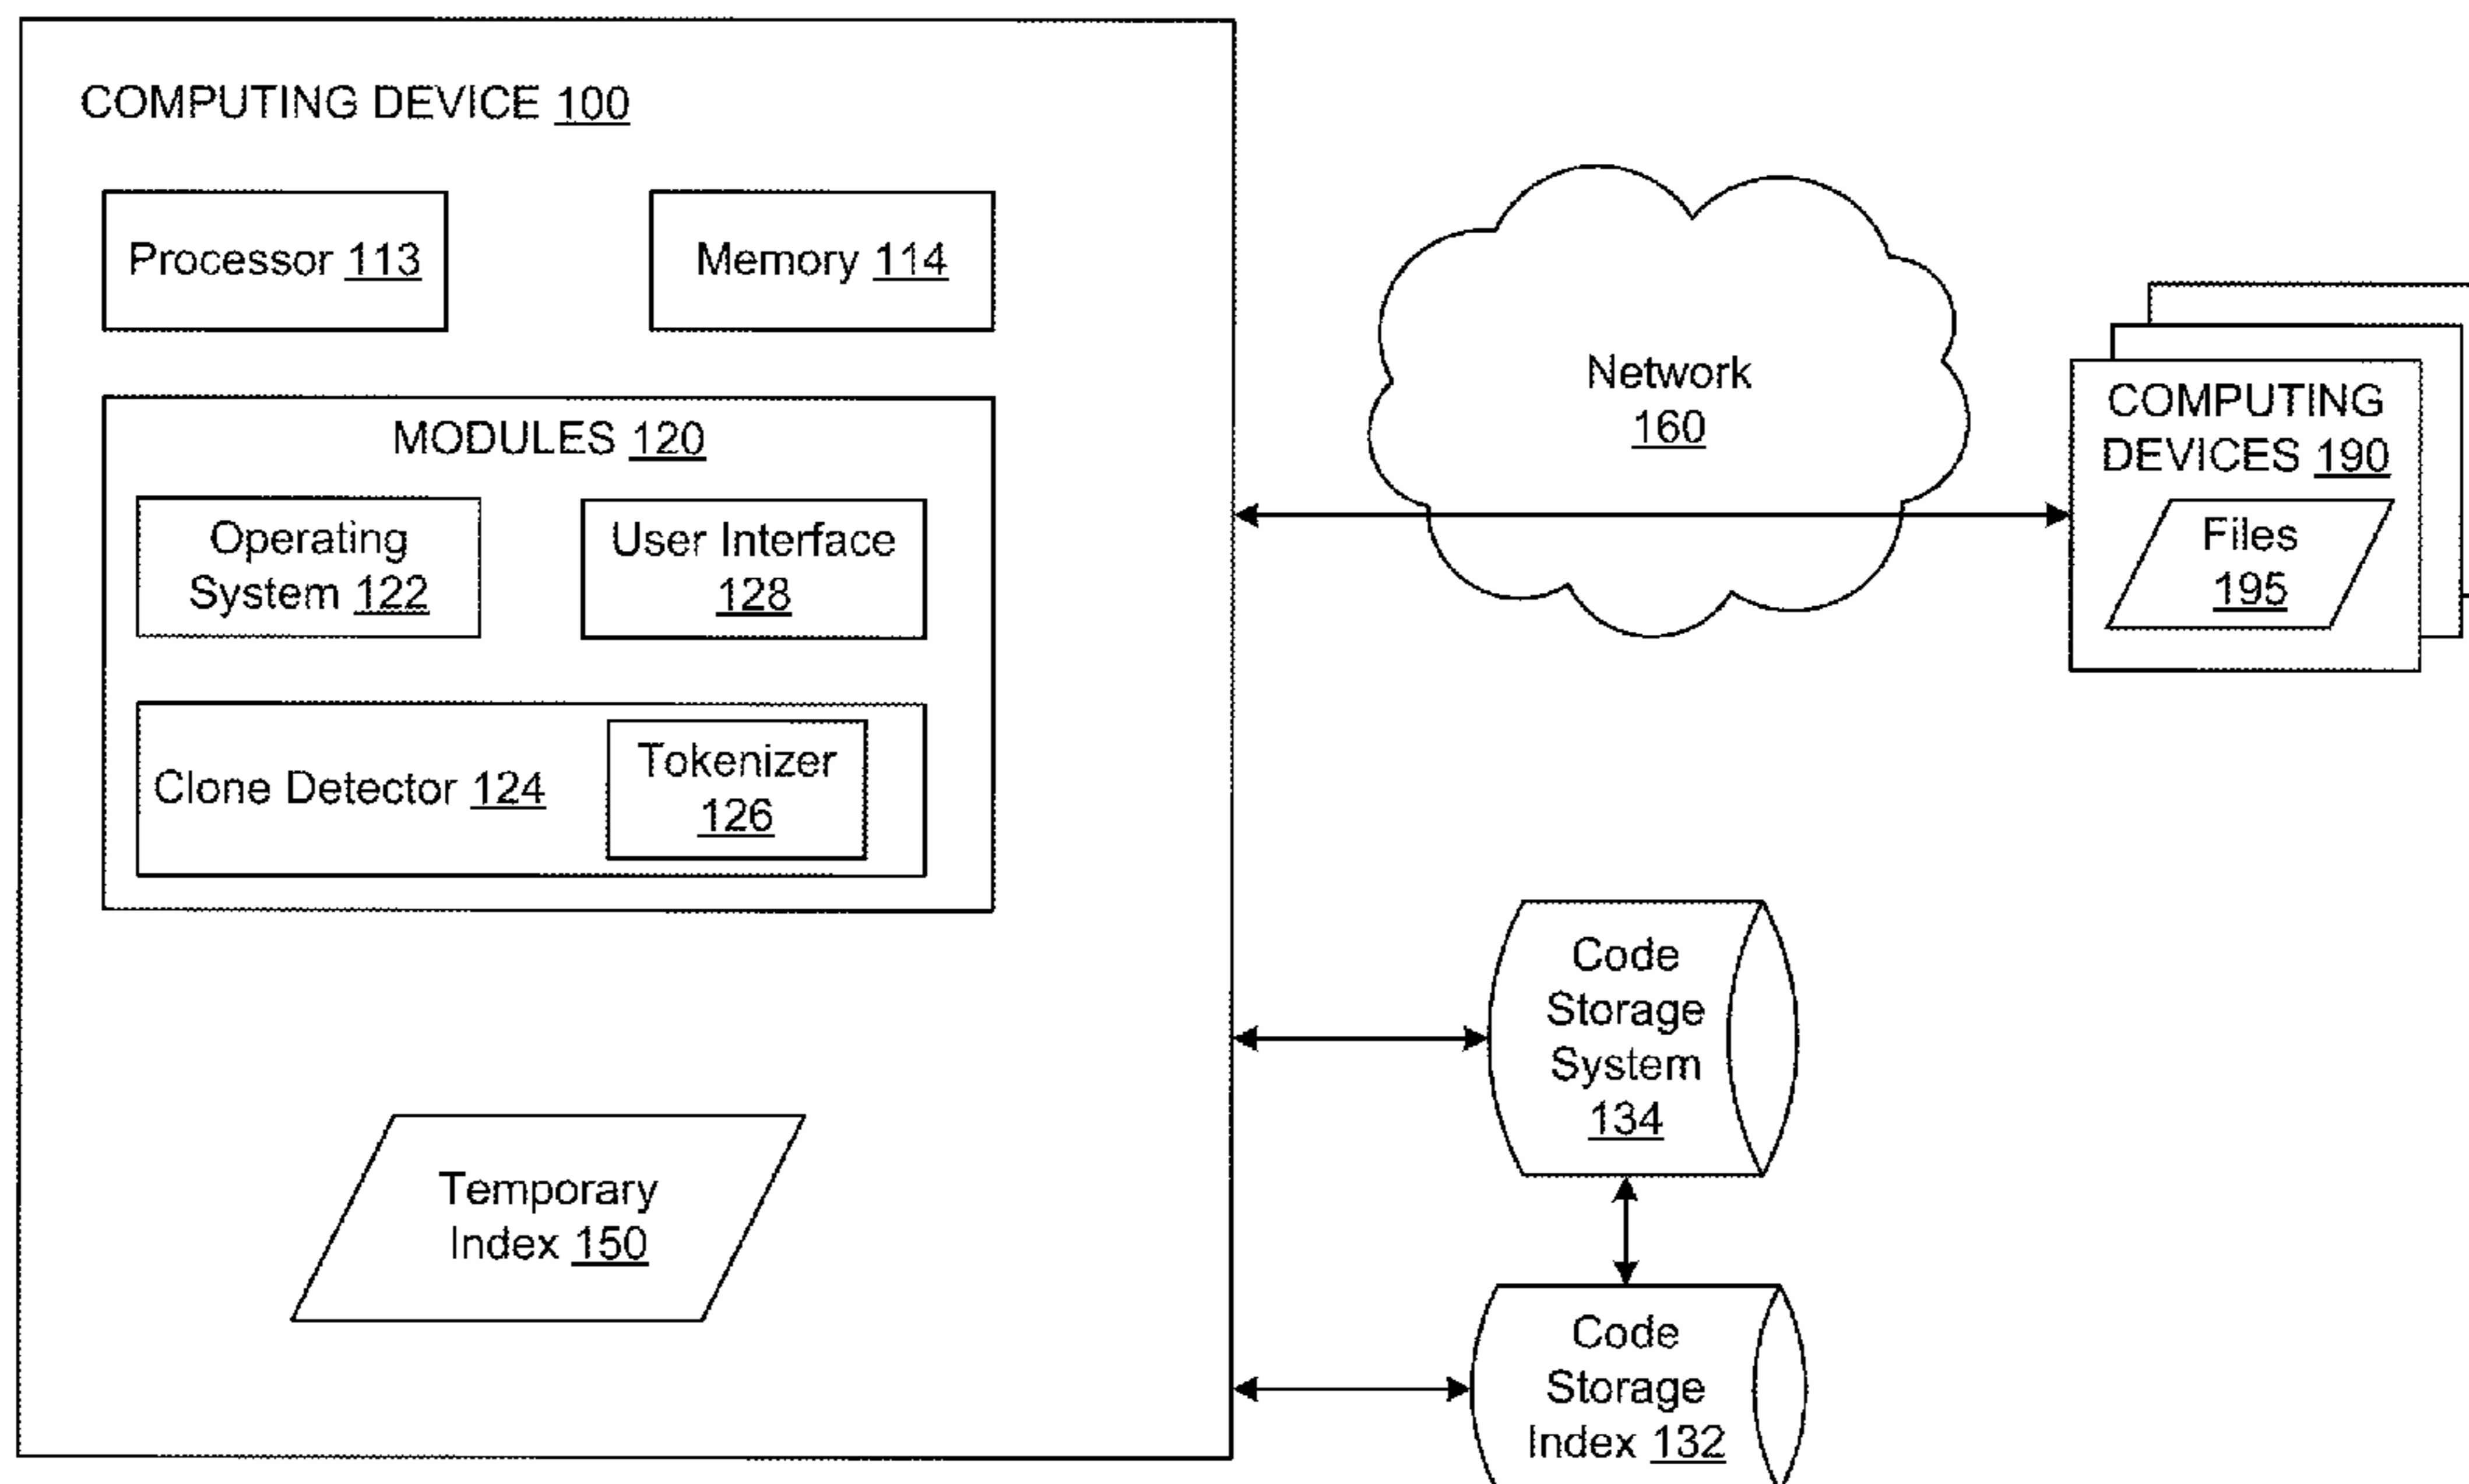 COMPUTING DEVICE 100
Processor 113
Memory 114
MODULES 120
Operating
System 122
User Interface
128
Clone Detector 124
Tokenizer
126
Temporary
Index 150
Network
160
COMPUTING
DEVICES 190
Files
195
Code
Storage
System
134
Code
Storage
Index 132